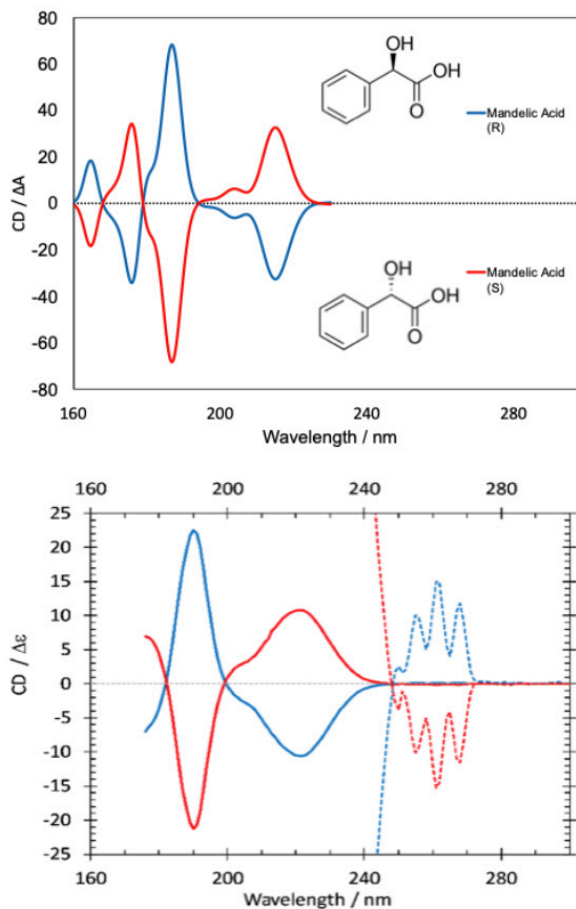 80
60
40
20
0
-20
-40
-60
-80
CD / ΔA
OH
OH
O
Mandelic Acid
(R)
OH
OH
O
Mandelic Acid
(S)
160 200 240 280
Wavelength / nm
160 200 240 280
25
20
15
10
5
0
-5
-10
-15
-20
-25
CD / Δε
160 200 240 280
Wavelength / nm